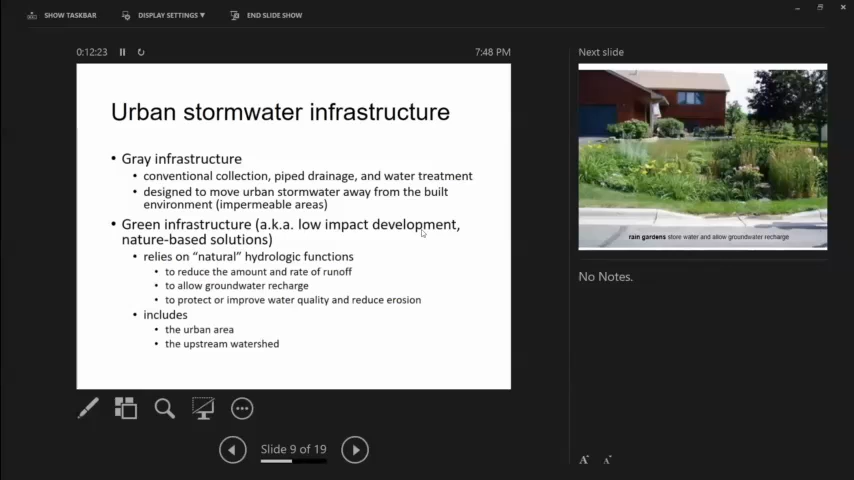 SHOW TASKBAR
DISPLAY SETTINGS ▼
END SLIDE SHOW
0:12:23
7:48 PM
Urban stormwater infrastructure
• Gray infrastructure
• conventional collection, piped drainage, and water treatment
• designed to move urban stormwater away from the built
environment (impermeable areas)
• Green infrastructure (a.k.a. low impact development,
nature-based solutions)
• relies on “natural” hydrologic functions
• to reduce the amount and rate of runoff
• to allow groundwater recharge
• to protect or improve water quality and reduce erosion
• includes
• the urban area
• the upstream watershed
Slide 9 of 19
Next slide
rain gardens store water and allow groundwater recharge
No Notes.
A A